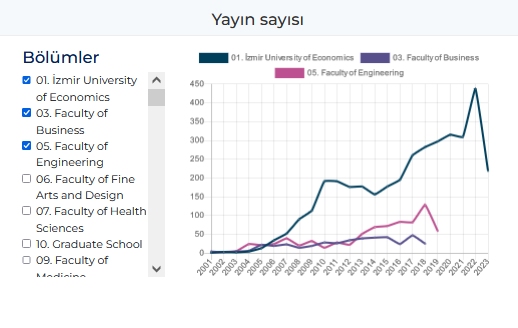 Yayın sayısı
Bölümler
01. İzmir University
of Economics
03. Faculty of
Business
05. Faculty of
Engineering
06. Faculty of Fine
Arts and Design
07. Faculty of Health
Sciences
10. Graduate School
09. Faculty of
Medicine
01. İzmir University of Economics
03. Faculty of Business
05. Faculty of Engineering
450
400
350
300
250
200
150
100
50
0
2001
2002
2003
2004
2005
2006
2007
2008
2009
2010
2011
2012
2013
2014
2015
2016
2017
2018
2019
2020
2021
2022
2023